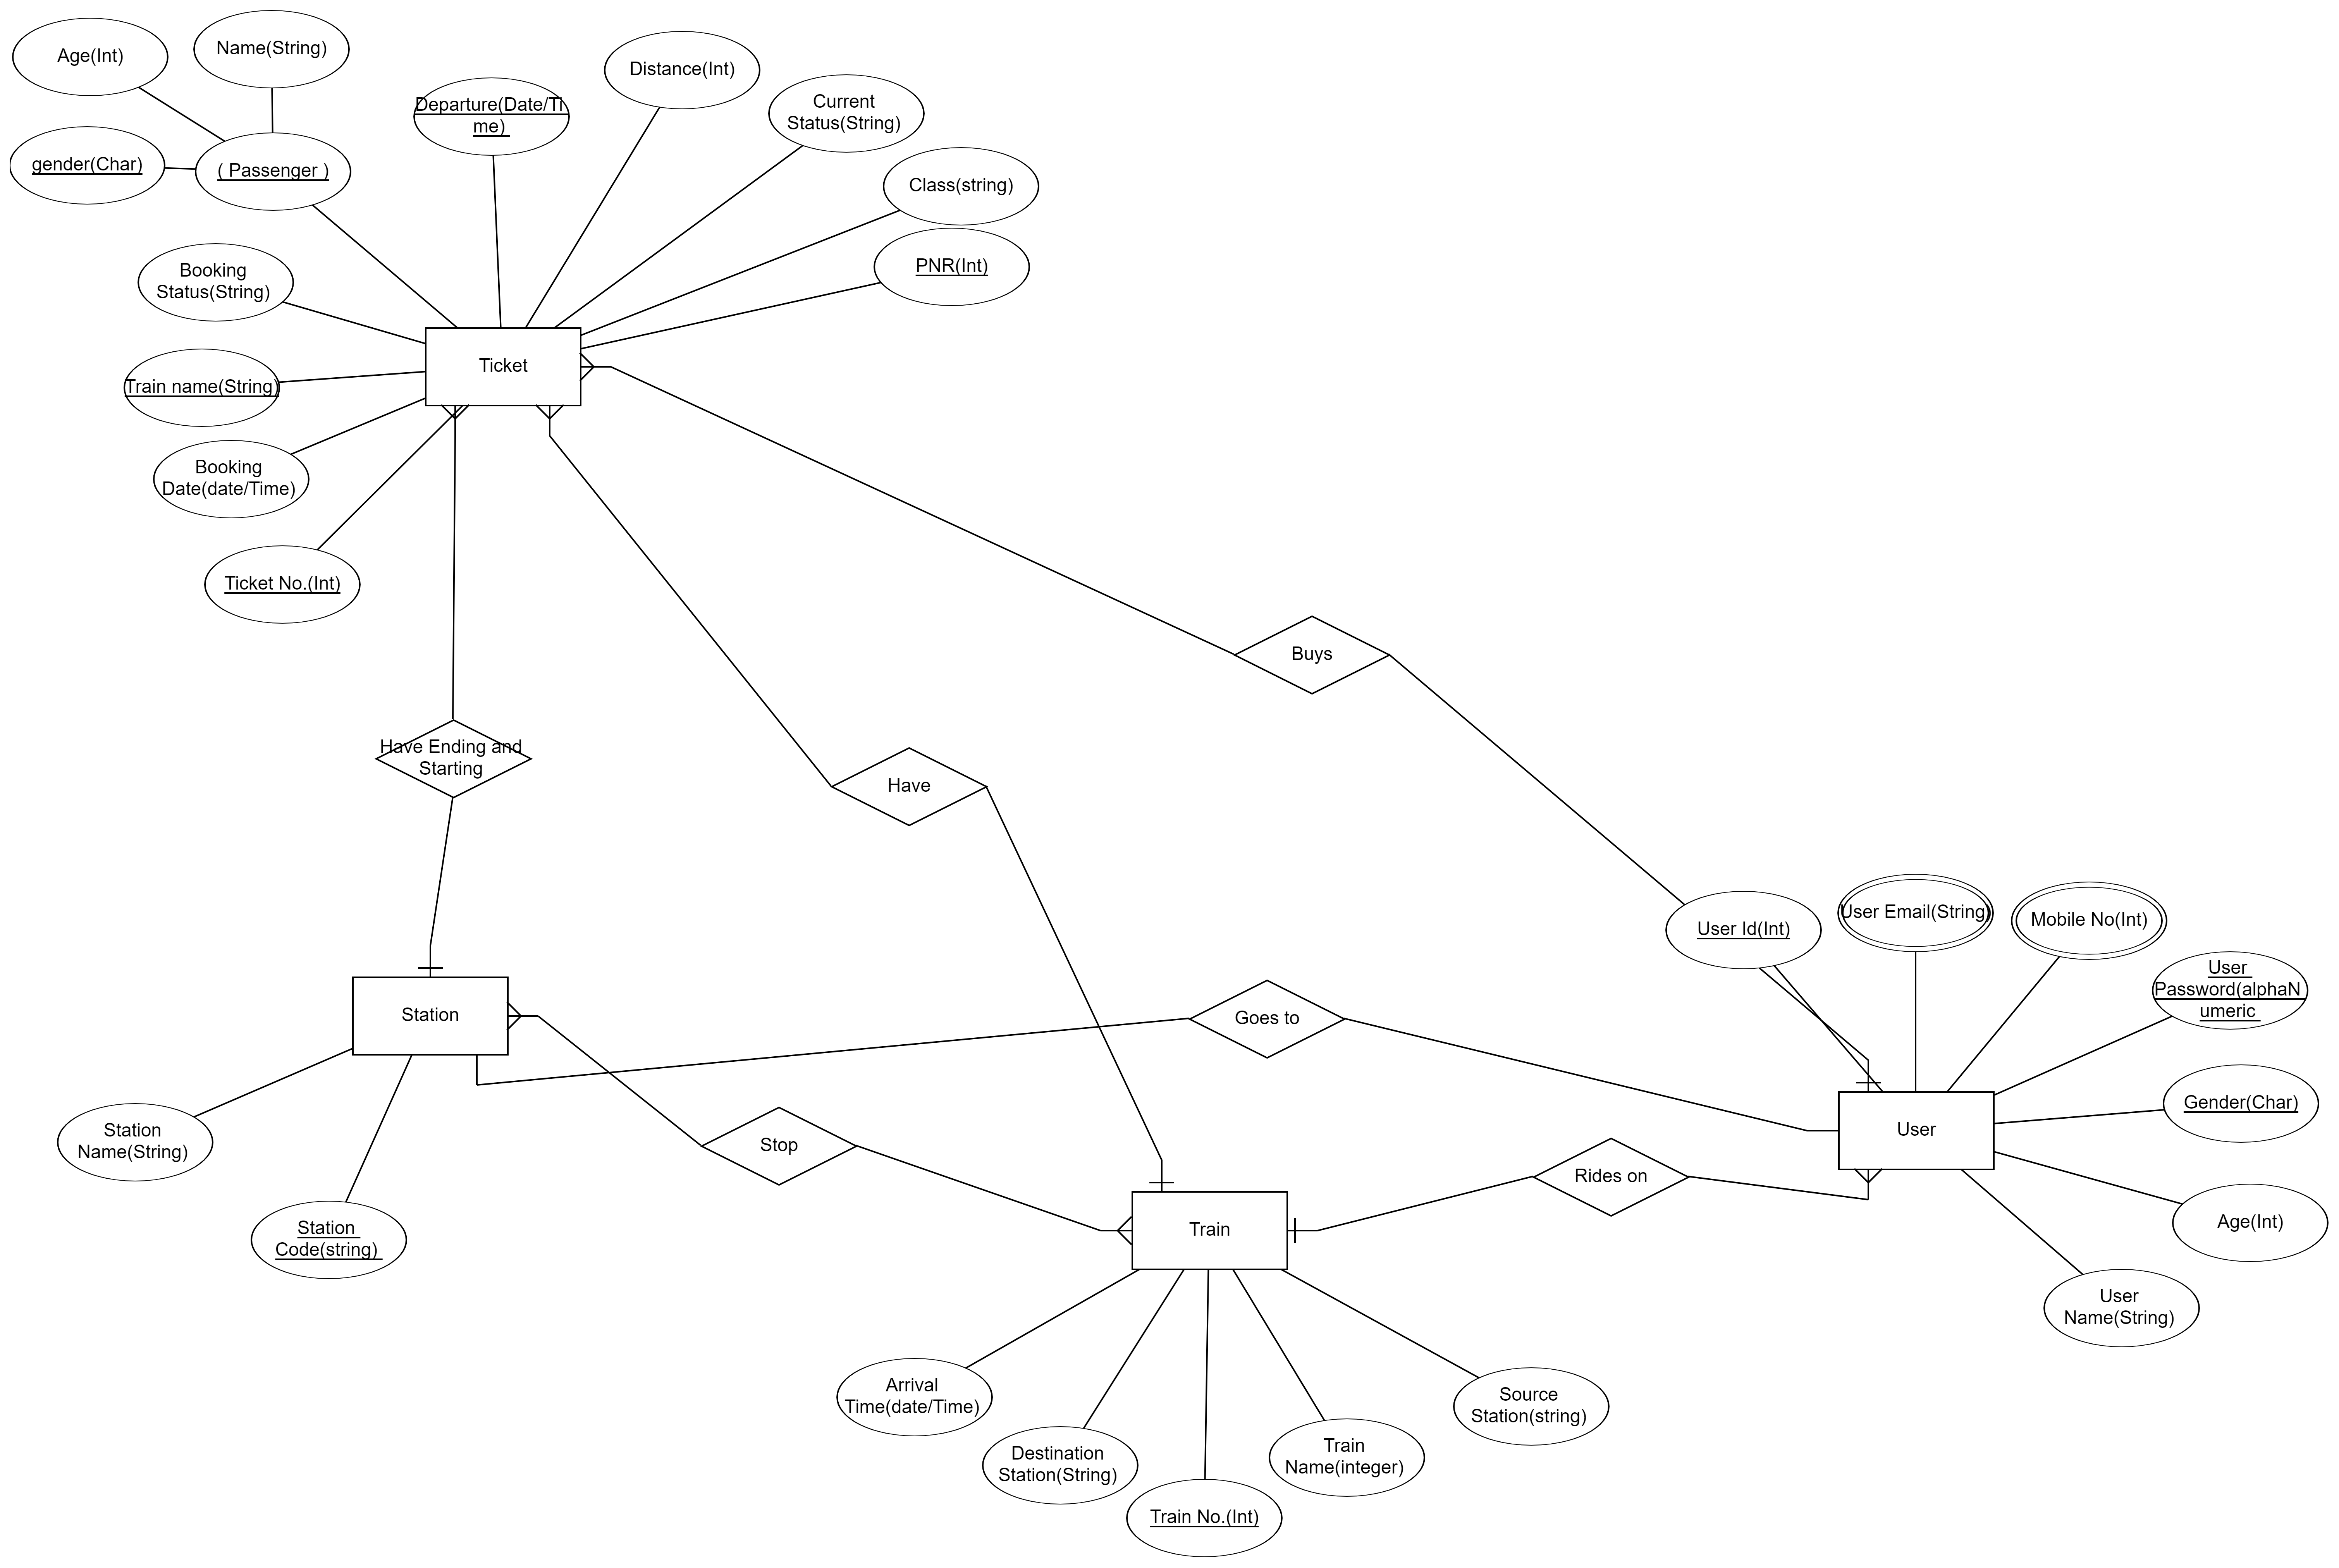 Age(Int)
Name(String)
Departure(Date/Ti
me)
Distance(Int)
Current
Status(String)
gender(Char)
( Passenger )
Class(string)
PNR(Int)
Booking
Status(String)
Ticket
Train name(String)
Booking
Date(date/Time)
Ticket No.(Int)
Buys
Have Ending and
Starting
Have
User Id(Int)
User Email(String)
Mobile No(Int)
User
Password(alphaN
umeric
Station
Goes to
Gender(Char)
User
Station
Name(String)
Stop
Rides on
Age(Int)
Station
Code(string)
Train
User
Name(String)
Arrival
Time(date/Time)
Source
Station(string)
Destination
Station(String)
Train
Name(integer)
Train No.(Int)